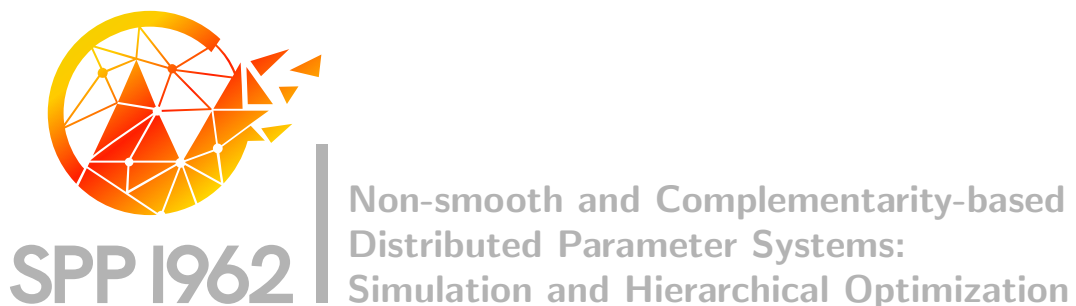 SPP 1962
Non-smooth and Complementarity-based
Distributed Parameter Systems:
Simulation and Hierarchical Optimization